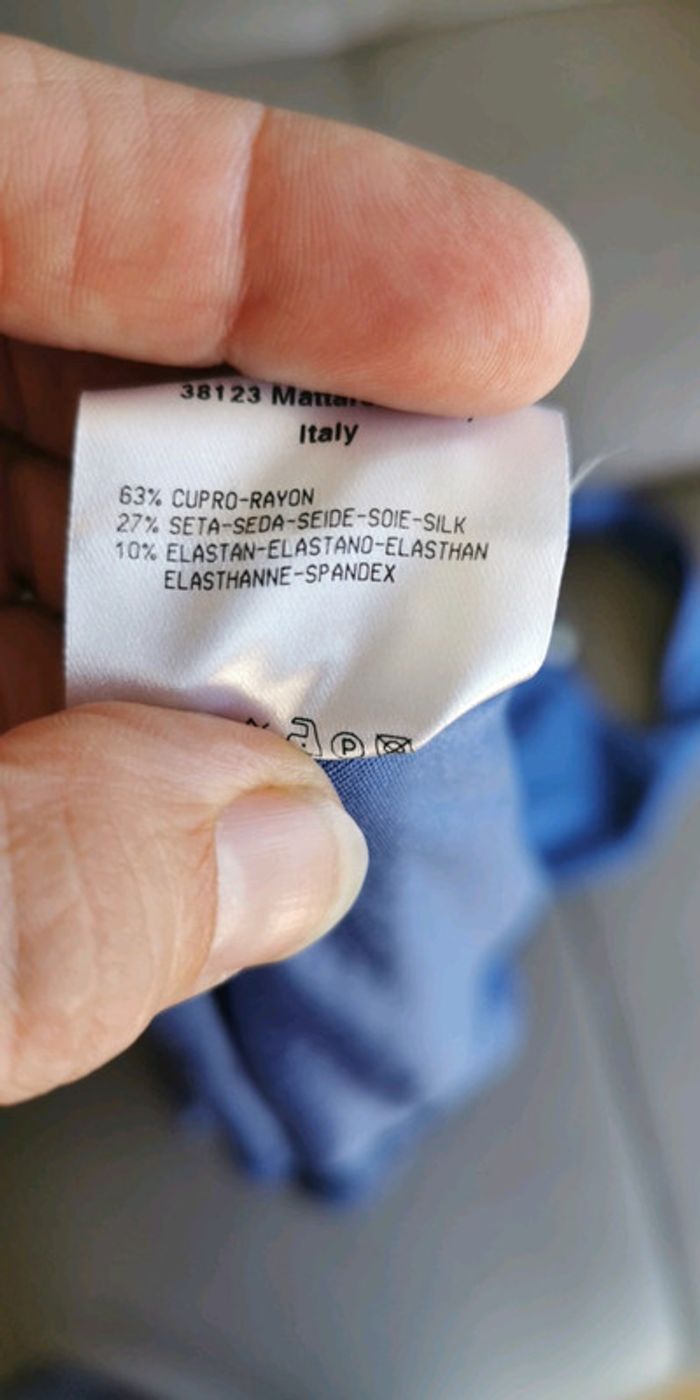 38123
Italy
63% CUPRO-RAYON
27% SETA-SEDA-SEIDE-SOIE-SILK
10% ELASTAN-ELASTANO-ELASTHAN
ELASTHANNE-SPANDEX
P